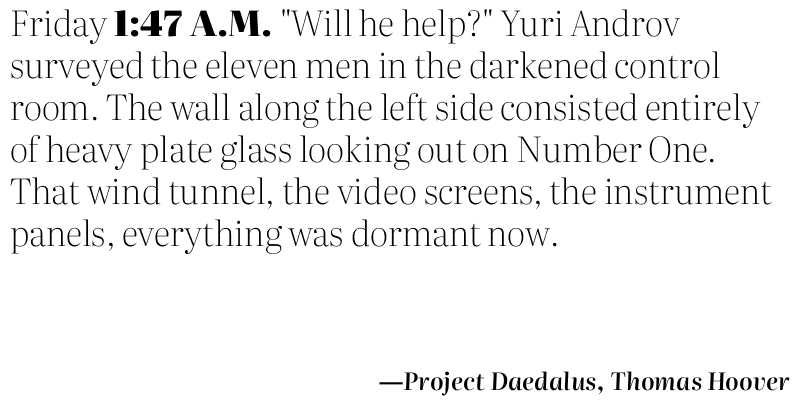 Friday 1:47 A.M. "Will he help?" Yuri Androv
surveyed the eleven men in the darkened control
room. The wall along the left side consisted entirely
of heavy plate glass looking out on Number One.
That wind tunnel, the video screens, the instrument
panels, everything was dormant now.
—Project Daedalus, Thomas Hoover